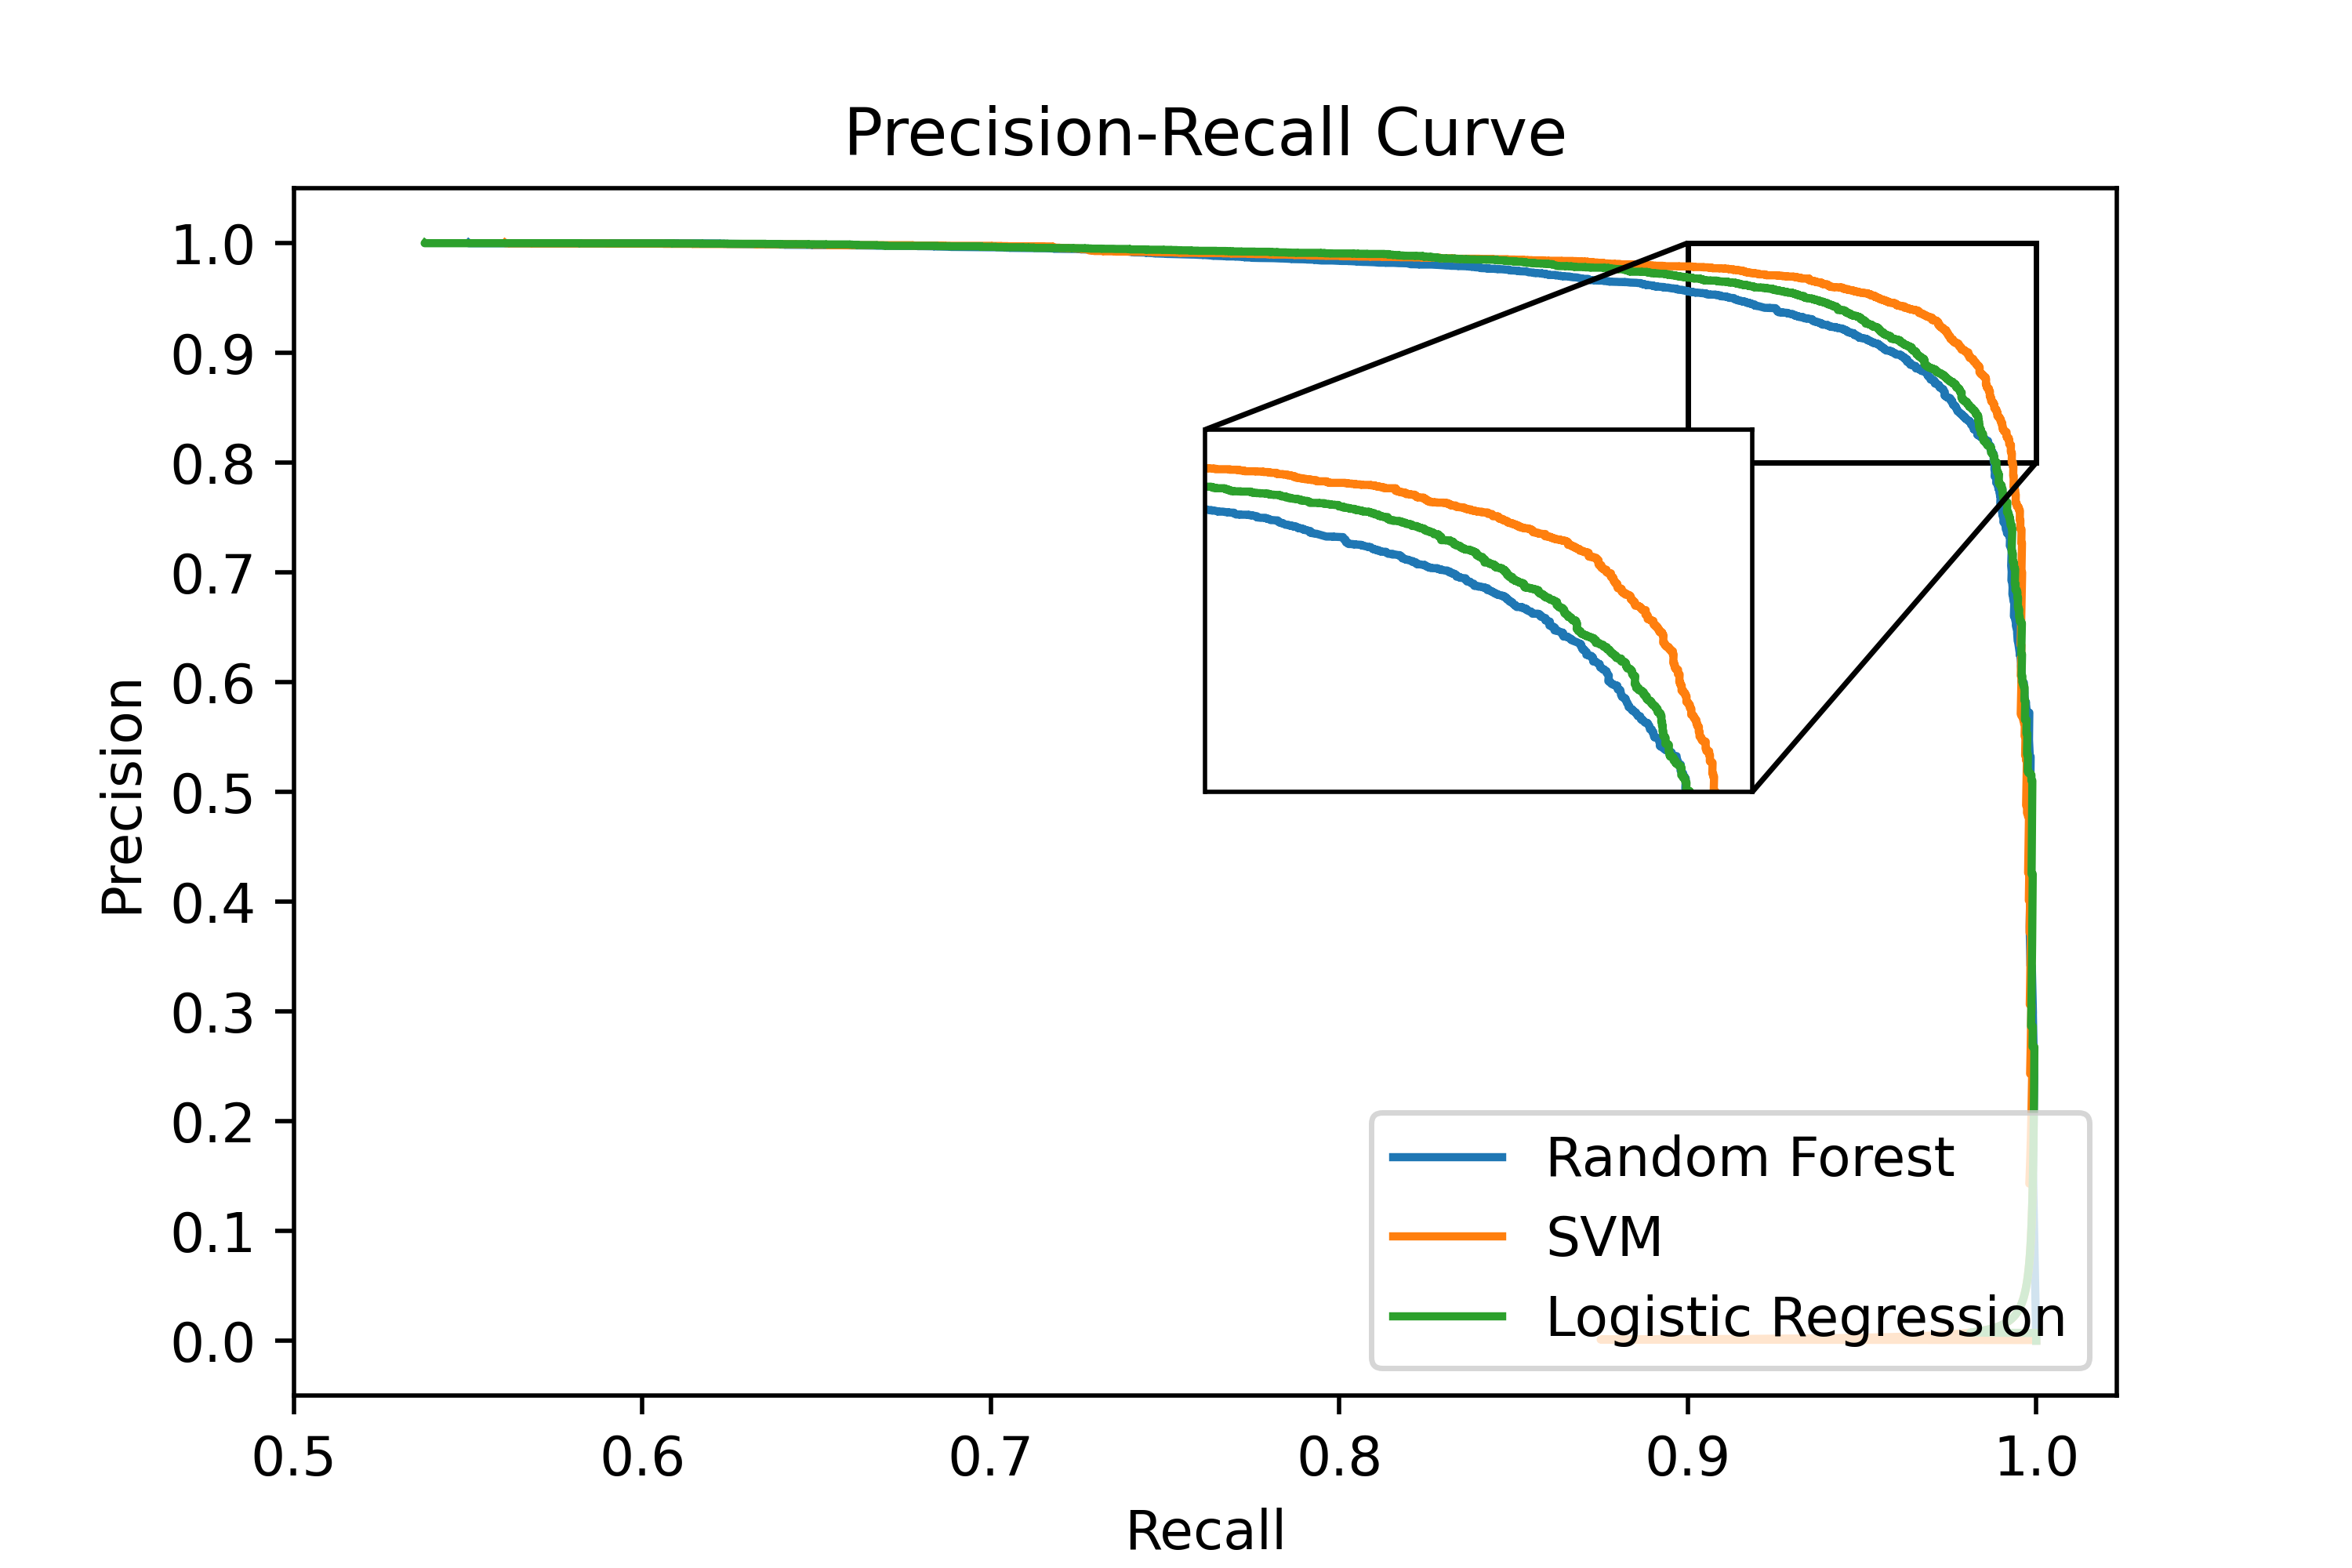 Precision-Recall Curve
1.0
0.9
0.8
0.7
0.6
0.5
0.4
0.3
0.2
0.1
0.0
Precision
Random Forest
SVM
Logistic Regression
0.5 0.6 0.7 0.8 0.9 1.0
Recall